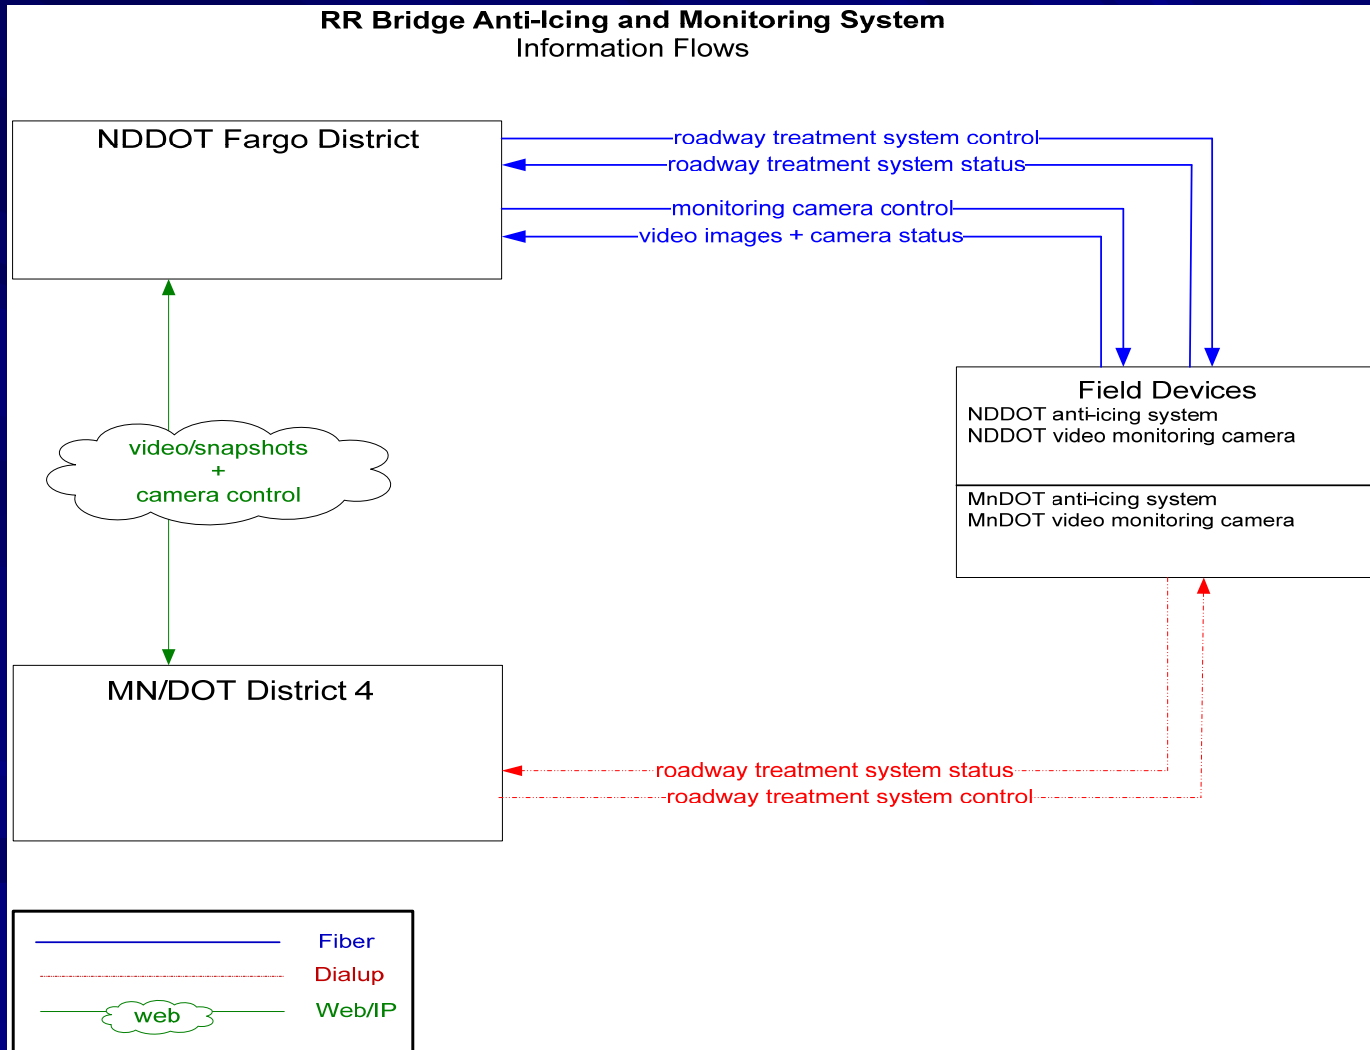 RR Bridge Anti-Icing and Monitoring System
Information Flows
NDDOT Fargo District
roadway treatment system control
roadway treatment system status
monitoring camera control
video images + camera status
Field Devices
NDDOT anti-icing system
NDDOT video monitoring camera
MnDOT anti-icing system
MnDOT video monitoring camera
video/snapshots
+
camera control
MN/DOT District 4
roadway treatment system status
roadway treatment system control
Fiber
Dialup
web
Web/IP